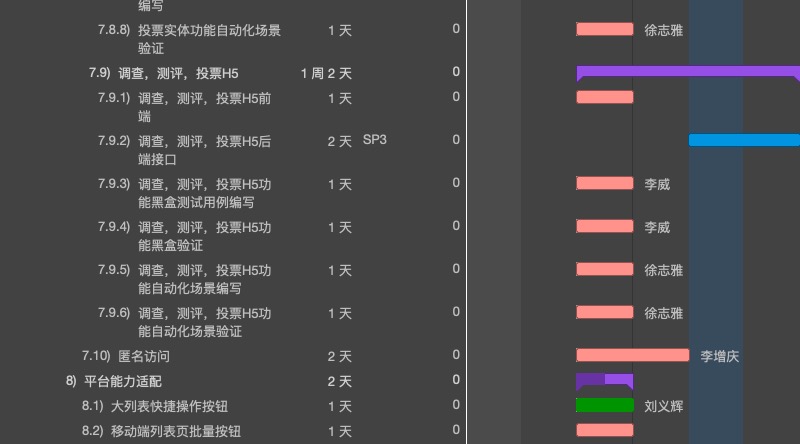 编写
7.8.8) 投票实体功能自动化场景 1 天 0 徐志雅
验证
7.9) 调查，测评，投票H5 1 周 2 天 0
7.9.1) 调查，测评，投票H5前 1 天 0
端
7.9.2) 调查，测评，投票H5后 2 天 SP3 0
端接口
7.9.3) 调查，测评，投票H5功 1 天 0 李威
能黑盒测试用例编写
7.9.4) 调查，测评，投票H5功 1 天 0 李威
能黑盒验证
7.9.5) 调查，测评，投票H5功 1 天 0 徐志雅
能自动化场景编写
7.9.6) 调查，测评，投票H5功 1 天 0 徐志雅
能自动化场景验证
7.10) 匿名访问 2 天 0 李增庆
8) 平台能力适配 2 天 0
8.1) 大列表快捷操作按钮 1 天 0 刘义辉
8.2) 移动端列表页批量按钮 1 天 0